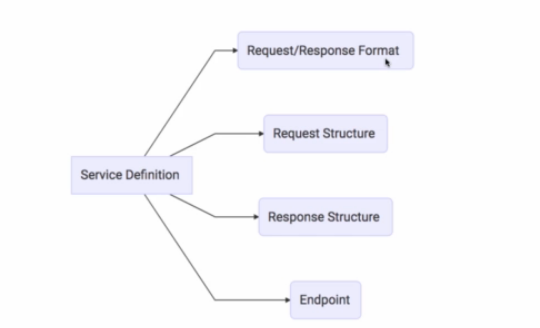 Request/Response Format
Request Structure
Service Definition
Response Structure
Endpoint